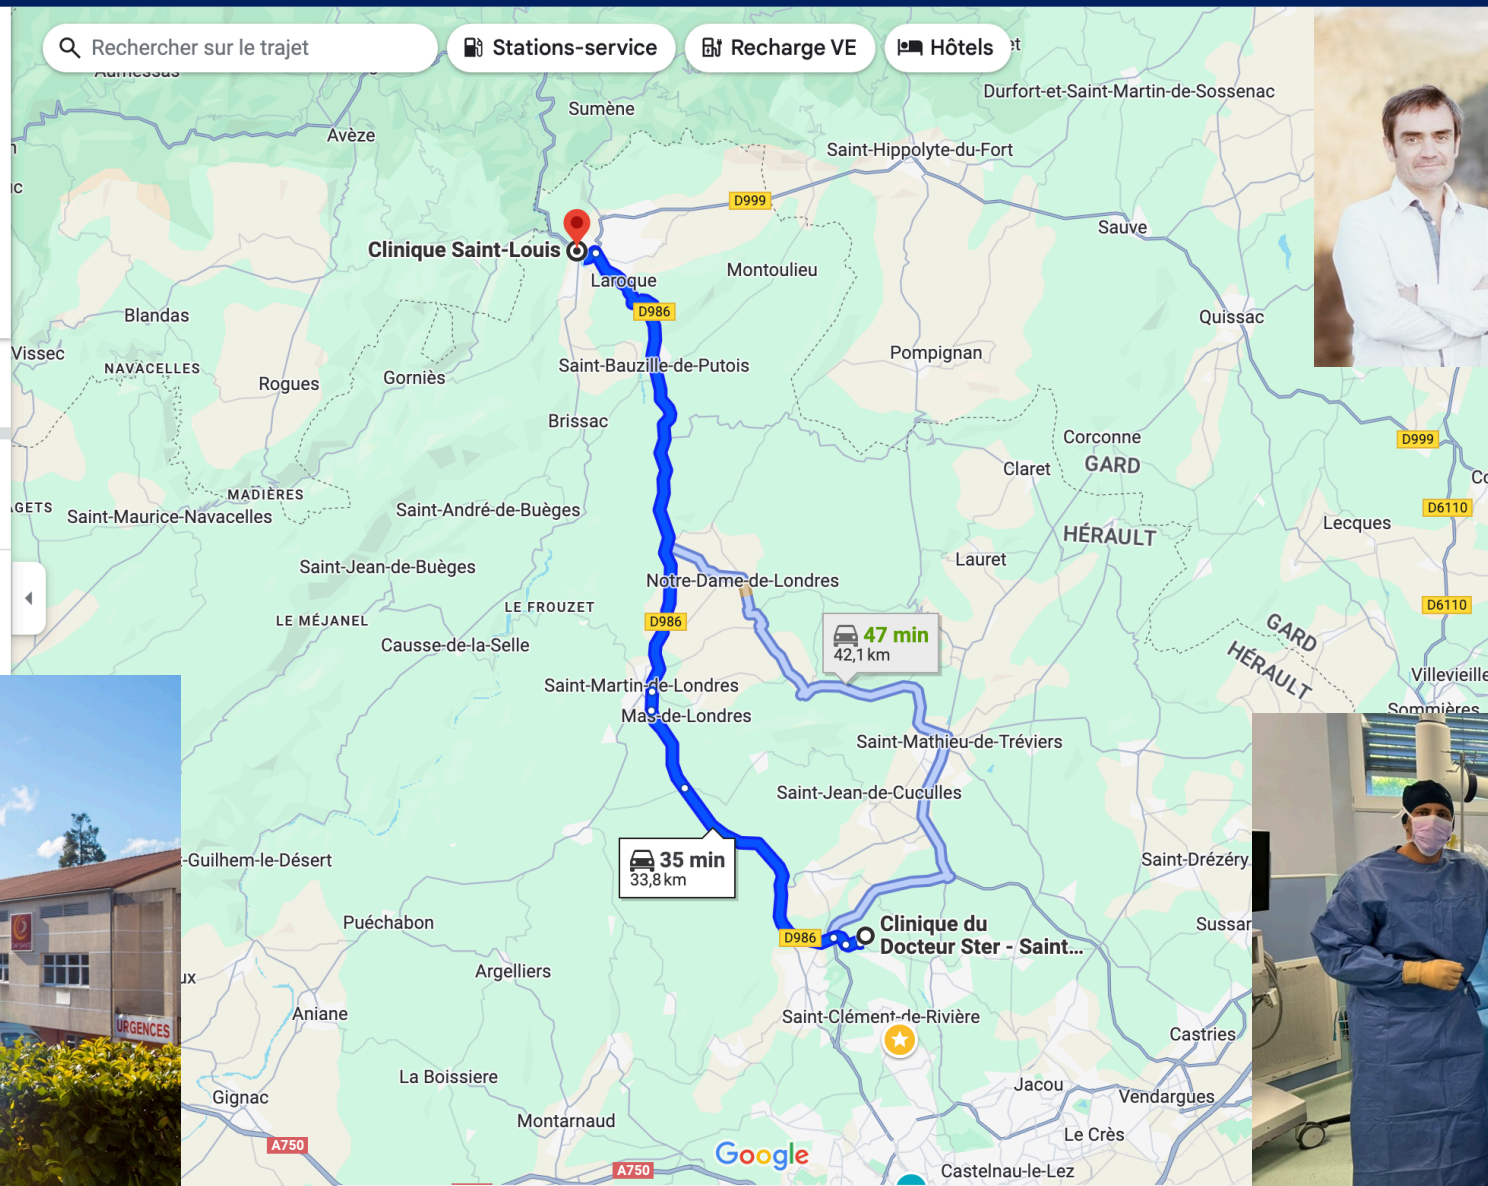 Rechercher sur le trajet
Stations-service
Recharge VE
Hôtels
Durfort-et-Saint-Martin-de-Sossenac
Sumène
Avèze
Saint-Hippolyte-du-Fort
D999
Sauve
Clinique Saint-Louis
Montoulieu
Laroque
D986
Blandas
Quissac
Vissec
NAVACELLES
Pompignan
Saint-Bauzille-de-Putois
Rogues
Gorniès
Brissac
Corconne
D999
GARD
Claret
MADIÈRES
Saint-Maurice-Navacelles
Saint-André-de-Buèges
D6110
Lecques
HÉRAULT
Lauret
Saint-Jean-de-Buèges
Notre-Dame-de-Londres
LE FROUZET
D6110
LE MÉJANEL
D986
GARD
HÉRAULT
47 min
42,1 km
Causse-de-la-Selle
Villevieille
Saint-Martin-de-Londres
Sommières
Mas-de-Londres
Saint-Mathieu-de-Tréviers
Saint-Jean-de-Cuculles
35 min
33,8 km
-Guilhem-le-Désert
Saint-Drézéry
Puéchabon
Clinique du
Docteur Ster - Saint...
D986
Sussar
Argelliers
Aniane
Saint-Clément-de-Rivière
URGENCES
Castries
La Boissiere
Jacou
Gignac
Vendargues
Montarnaud
Le Crès
A750
Google
A750
Castelnau-le-Lez